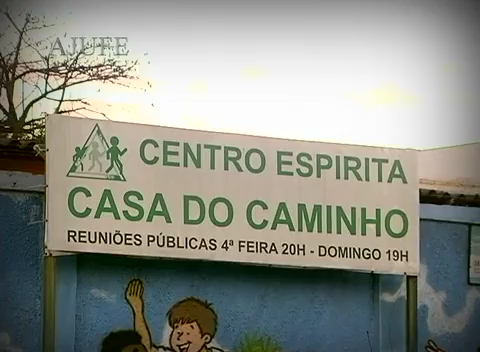 AJUFE
CENTRO ESPIRITA
CASA DO CAMINHO
REUNIÕES PÚBLICAS 4ª FEIRA 20H - DOMINGO 19H